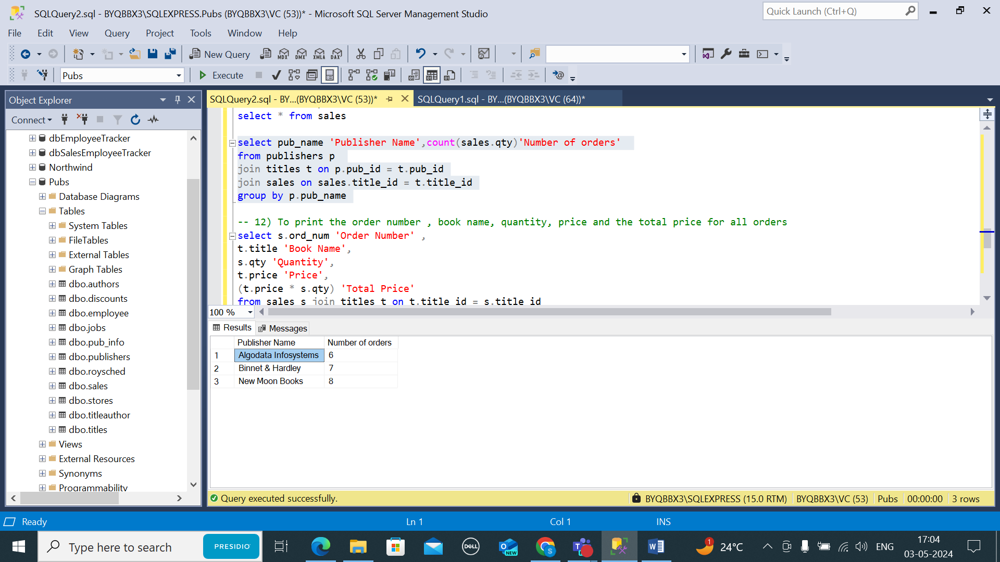 SQLQuery2.sql - BYQBBX3\SQLEXPRESS.Pubs (BYQBBX3\VC (53))* - Microsoft SQL Server Management Studio
Quick Launch (Ctrl+Q)
File Edit View Query Project Tools Window Help
New Query MDX DMX XMLA DAX
Pubs Execute
Object Explorer
SQLQuery2.sql - BY...(BYQBBX3\VC (53))* SQLQuery1.sql - BY...(BYQBBX3\VC (64))*
Connect
dbEmployeeTracker
dbSalesEmployeeTracker
Northwind
Pubs
Database Diagrams
Tables
System Tables
FileTables
External Tables
Graph Tables
dbo.authors
dbo.discounts
dbo.employee
dbo.jobs
dbo.pub_info
dbo.publishers
dbo.roysched
dbo.sales
dbo.stores
dbo.titleauthor
dbo.titles
Views
External Resources
Synonyms
Programmability
select * from sales
select pub_name 'Publisher Name',count(sales.qty)'Number of orders'
from publishers p
join titles t on p.pub_id = t.pub_id
join sales on sales.title_id = t.title_id
group by p.pub_name
-- 12) To print the order number , book name, quantity, price and the total price for all orders
select s.ord_num 'Order Number' ,
t.title 'Book Name',
s.qty 'Quantity',
t.price 'Price',
(t.price * s.qty) 'Total Price'
from sales s join titles t on t.title_id = s.title_id
100 %
Results Messages
Publisher Name Number of orders
1 Algodata Infosystems 6
2 Binnet & Hardley 7
3 New Moon Books 8
Query executed successfully. BYQBBX3\SQLEXPRESS (15.0 RTM) BYQBBX3\VC (53) Pubs 00:00:00 3 rows
Ready Ln 1 Col 1 INS
Type here to search PRESIDIO DELL NEW S 1 24°C ENG 17:04
03-05-2024